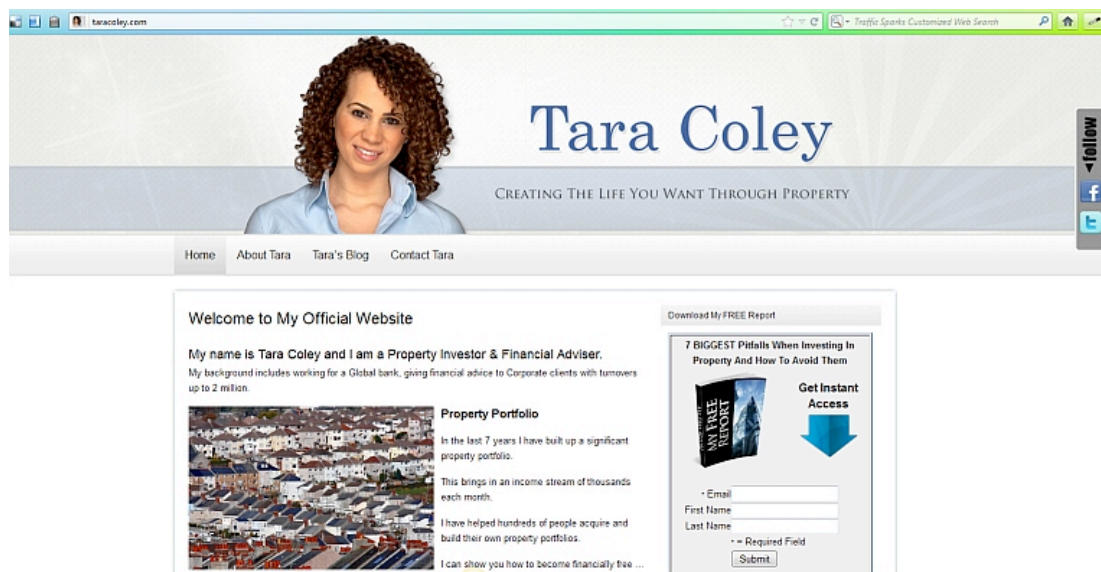 taracoley.com
Traffic Sparks Customized Web Search
Tara Coley
Creating The Life You Want Through Property
follow
Home
About Tara
Tara's Blog
Contact Tara
Welcome to My Official Website
My name is Tara Coley and I am a Property Investor & Financial Adviser.
My background includes working for a Global bank, giving financial advice to Corporate clients with turnovers
up to 2 million.
Property Portfolio
In the last 7 years I have built up a significant
property portfolio.
This brings in an income stream of thousands
each month.
I have helped hundreds of people acquire and
build their own property portfolios.
I can show you how to become financially free ...
Download My FREE Report
7 BIGGEST Pitfalls When Investing In
Property And How To Avoid Them
MY FREE
REPORT
Get Instant
Access
* Email
First Name
Last Name
* = Required Field
Submit